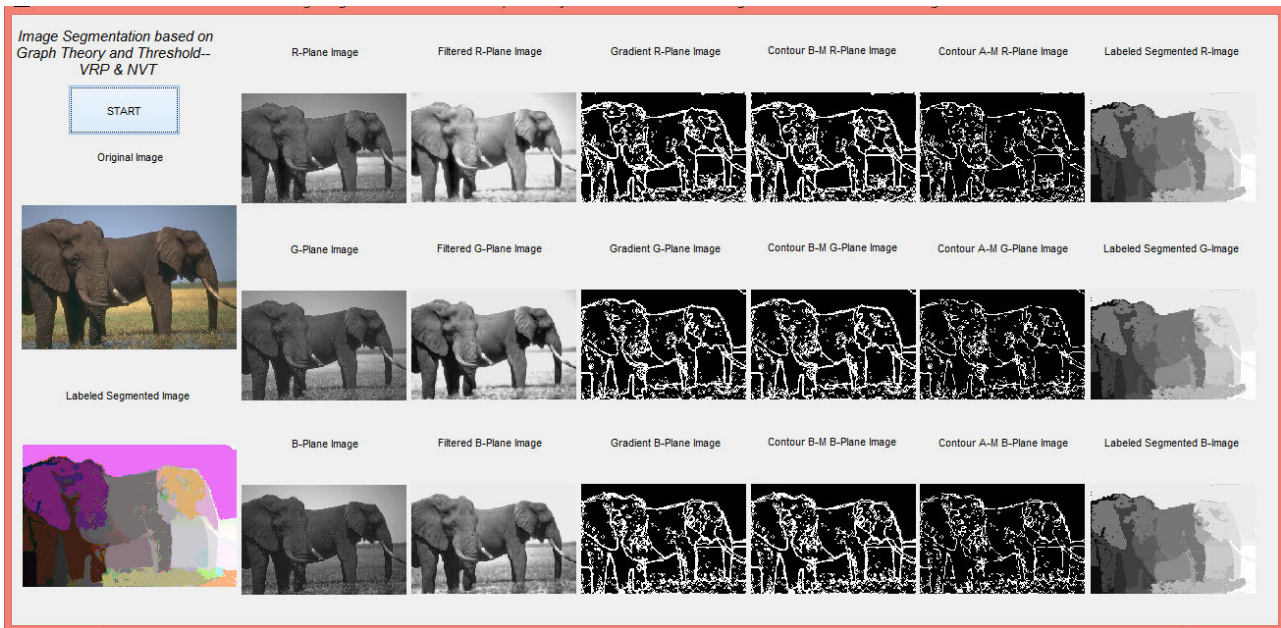 Image Segmentation based on
Graph Theory and Threshold--
VRP & NVT
START
Original Image
Labeled Segmented Image
R-Plane Image
Filtered R-Plane Image
Gradient R-Plane Image
Contour B-M R-Plane Image
Contour A-M R-Plane Image
Labeled Segmented R-Image
G-Plane Image
Filtered G-Plane Image
Gradient G-Plane Image
Contour B-M G-Plane Image
Contour A-M G-Plane Image
Labeled Segmented G-Image
B-Plane Image
Filtered B-Plane Image
Gradient B-Plane Image
Contour B-M B-Plane Image
Contour A-M B-Plane Image
Labeled Segmented B-Image